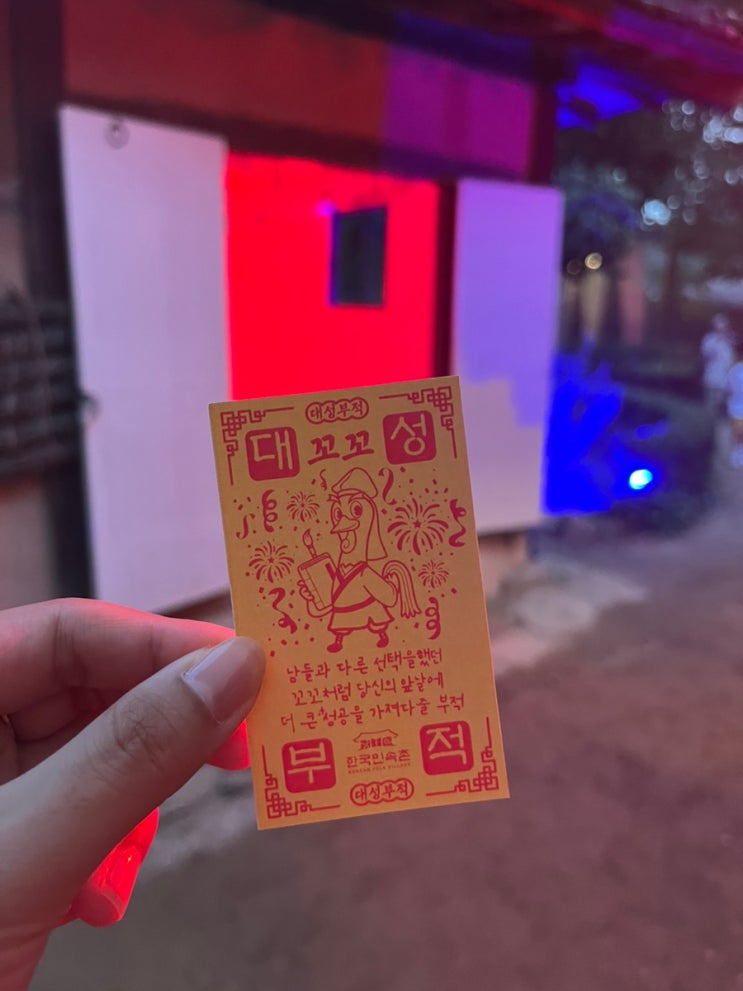 대성부적
대 꼬꼬 성
남들과 다른 선택을했던
꼬꼬처럼 당신의 앞날에
더 큰 성공을 가져다줄 부적
부 적
한국민속촌
KOREAN FOLK VILLAGE
대성부적